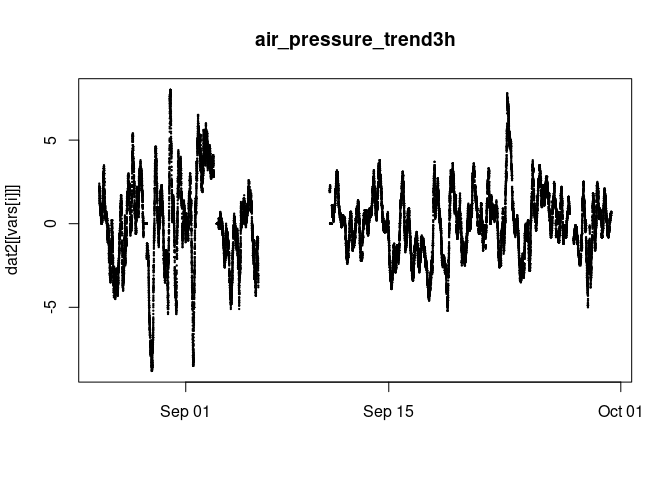 air_pressure_trend3h
dat2[[vars[i]]]
5
0
-5
Sep 01
Sep 15
Oct 01